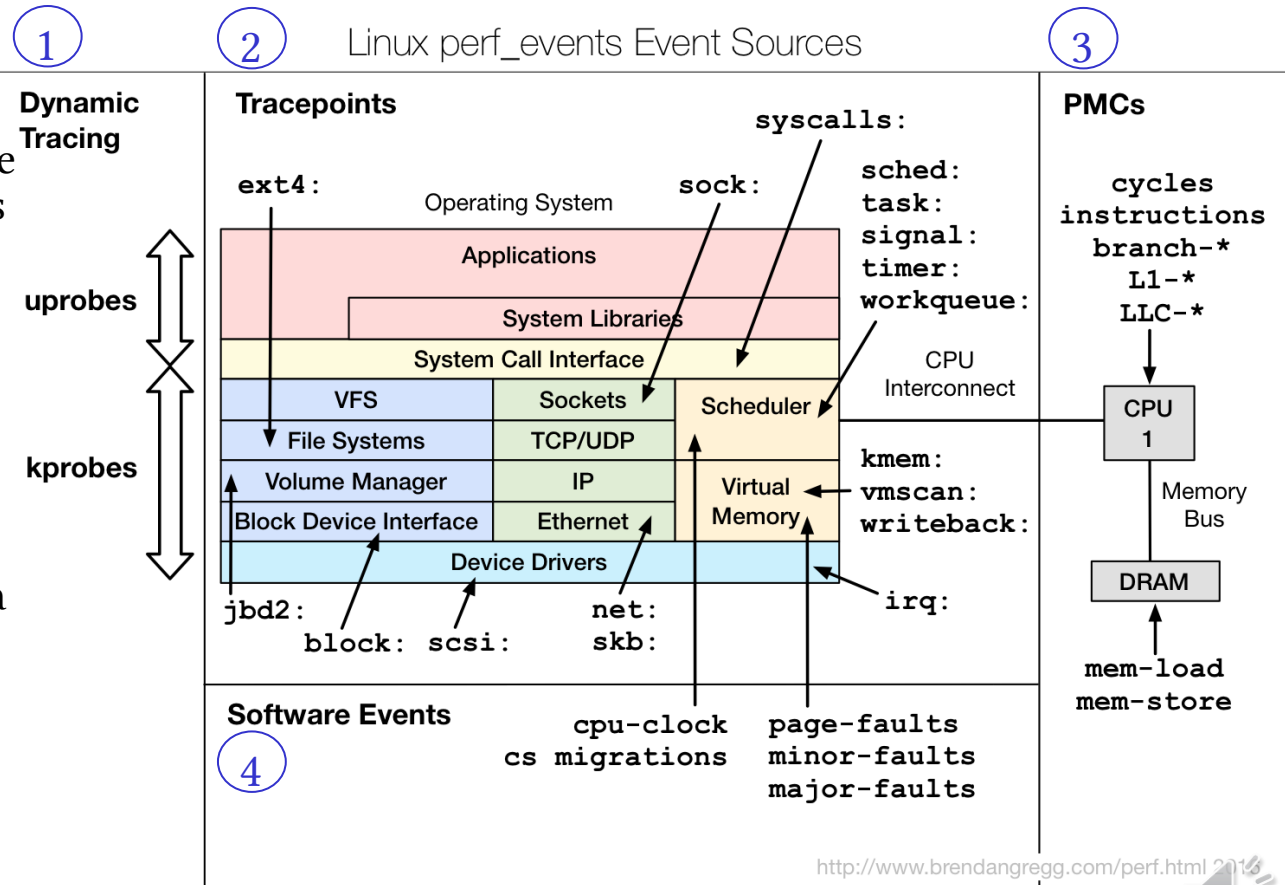 1
2
Linux perf_events Event Sources
3
Dynamic
Tracing
e
s
uprobes
kprobes
a
Tracepoints
syscalls:
ext4:
sock:
Operating System
sched:
task:
signal:
timer:
workqueue:
Applications
System Libraries
System Call Interface
VFS
Sockets
Scheduler
File Systems
TCP/UDP
Volume Manager
IP
Virtual
Memory
Block Device Interface
Ethernet
Device Drivers
kmem:
vmscan:
writeback:
irq:
jbd2:
block:
scsi:
net:
skb:
CPU
Interconnect
PMCs
cycles
instructions
branch-*
L1-*
LLC-*
CPU
1
Memory
Bus
DRAM
mem-load
mem-store
Software Events
4
cpu-clock
cs migrations
page-faults
minor-faults
major-faults
http://www.brendangregg.com/perf.html